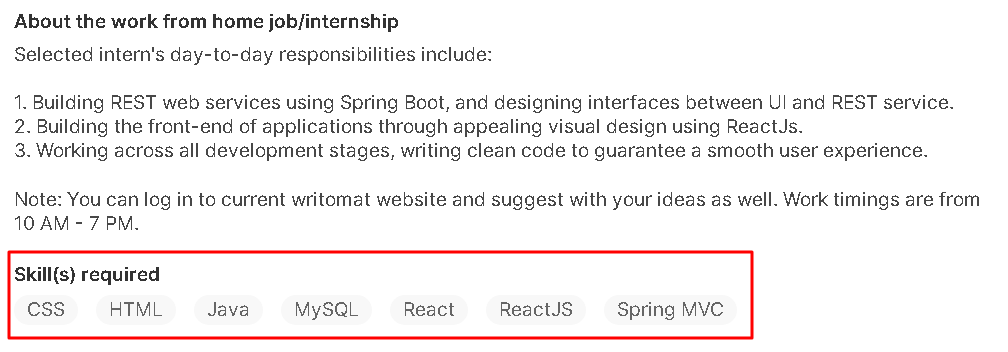 About the work from home job/internship
Selected intern's day-to-day responsibilities include:
1. Building REST web services using Spring Boot, and designing interfaces between UI and REST service.
2. Building the front-end of applications through appealing visual design using ReactJs.
3. Working across all development stages, writing clean code to guarantee a smooth user experience.
Note: You can log in to current writomat website and suggest with your ideas as well. Work timings are from
10 AM - 7 PM.
Skill(s) required
CSS HTML Java MySQL React ReactJS Spring MVC